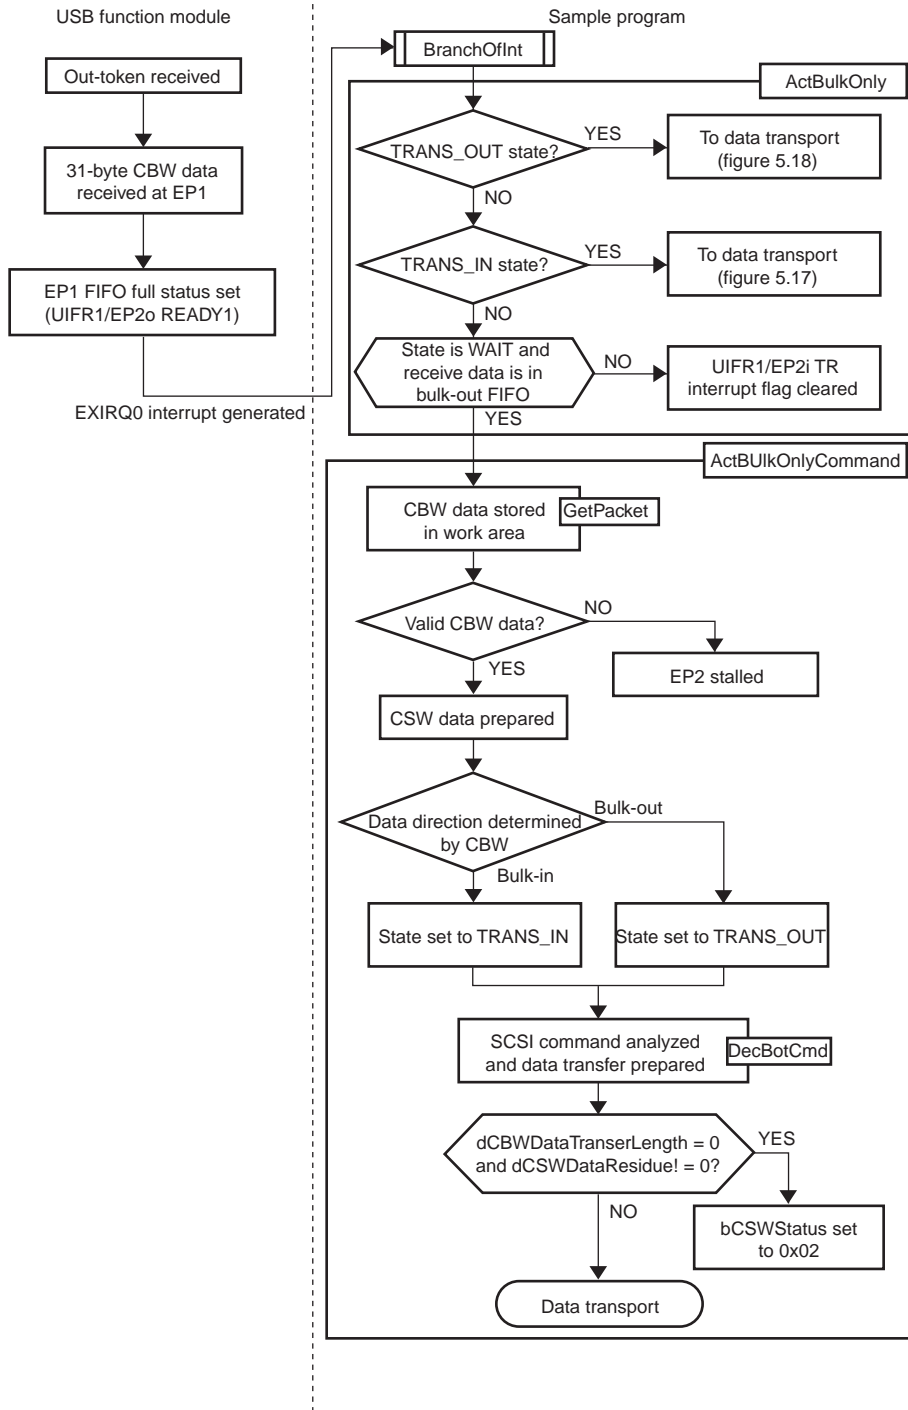 USB function module
Sample program
Out-token received
31-byte CBW data
received at EP1
EP1 FIFO full status set
(UIFR1/EP2o READY1)
EXIRQ0 interrupt generated
BranchOfInt
ActBulkOnly
TRANS_OUT state?
YES
To data transport
(figure 5.18)
NO
TRANS_IN state?
YES
To data transport
(figure 5.17)
NO
State is WAIT and
receive data is in
bulk-out FIFO
NO
UIFR1/EP2i TR
interrupt flag cleared
YES
ActBUlkOnlyCommand
CBW data stored
in work area
GetPacket
Valid CBW data?
NO
EP2 stalled
YES
CSW data prepared
Data direction determined
by CBW
Bulk-out
Bulk-in
State set to TRANS_IN
State set to TRANS_OUT
SCSI command analyzed
and data transfer prepared
DecBotCmd
dCBWDataTranserLength = 0
and dCSWDataResidue! = 0?
YES
NO
bCSWStatus set
to 0x02
Data transport